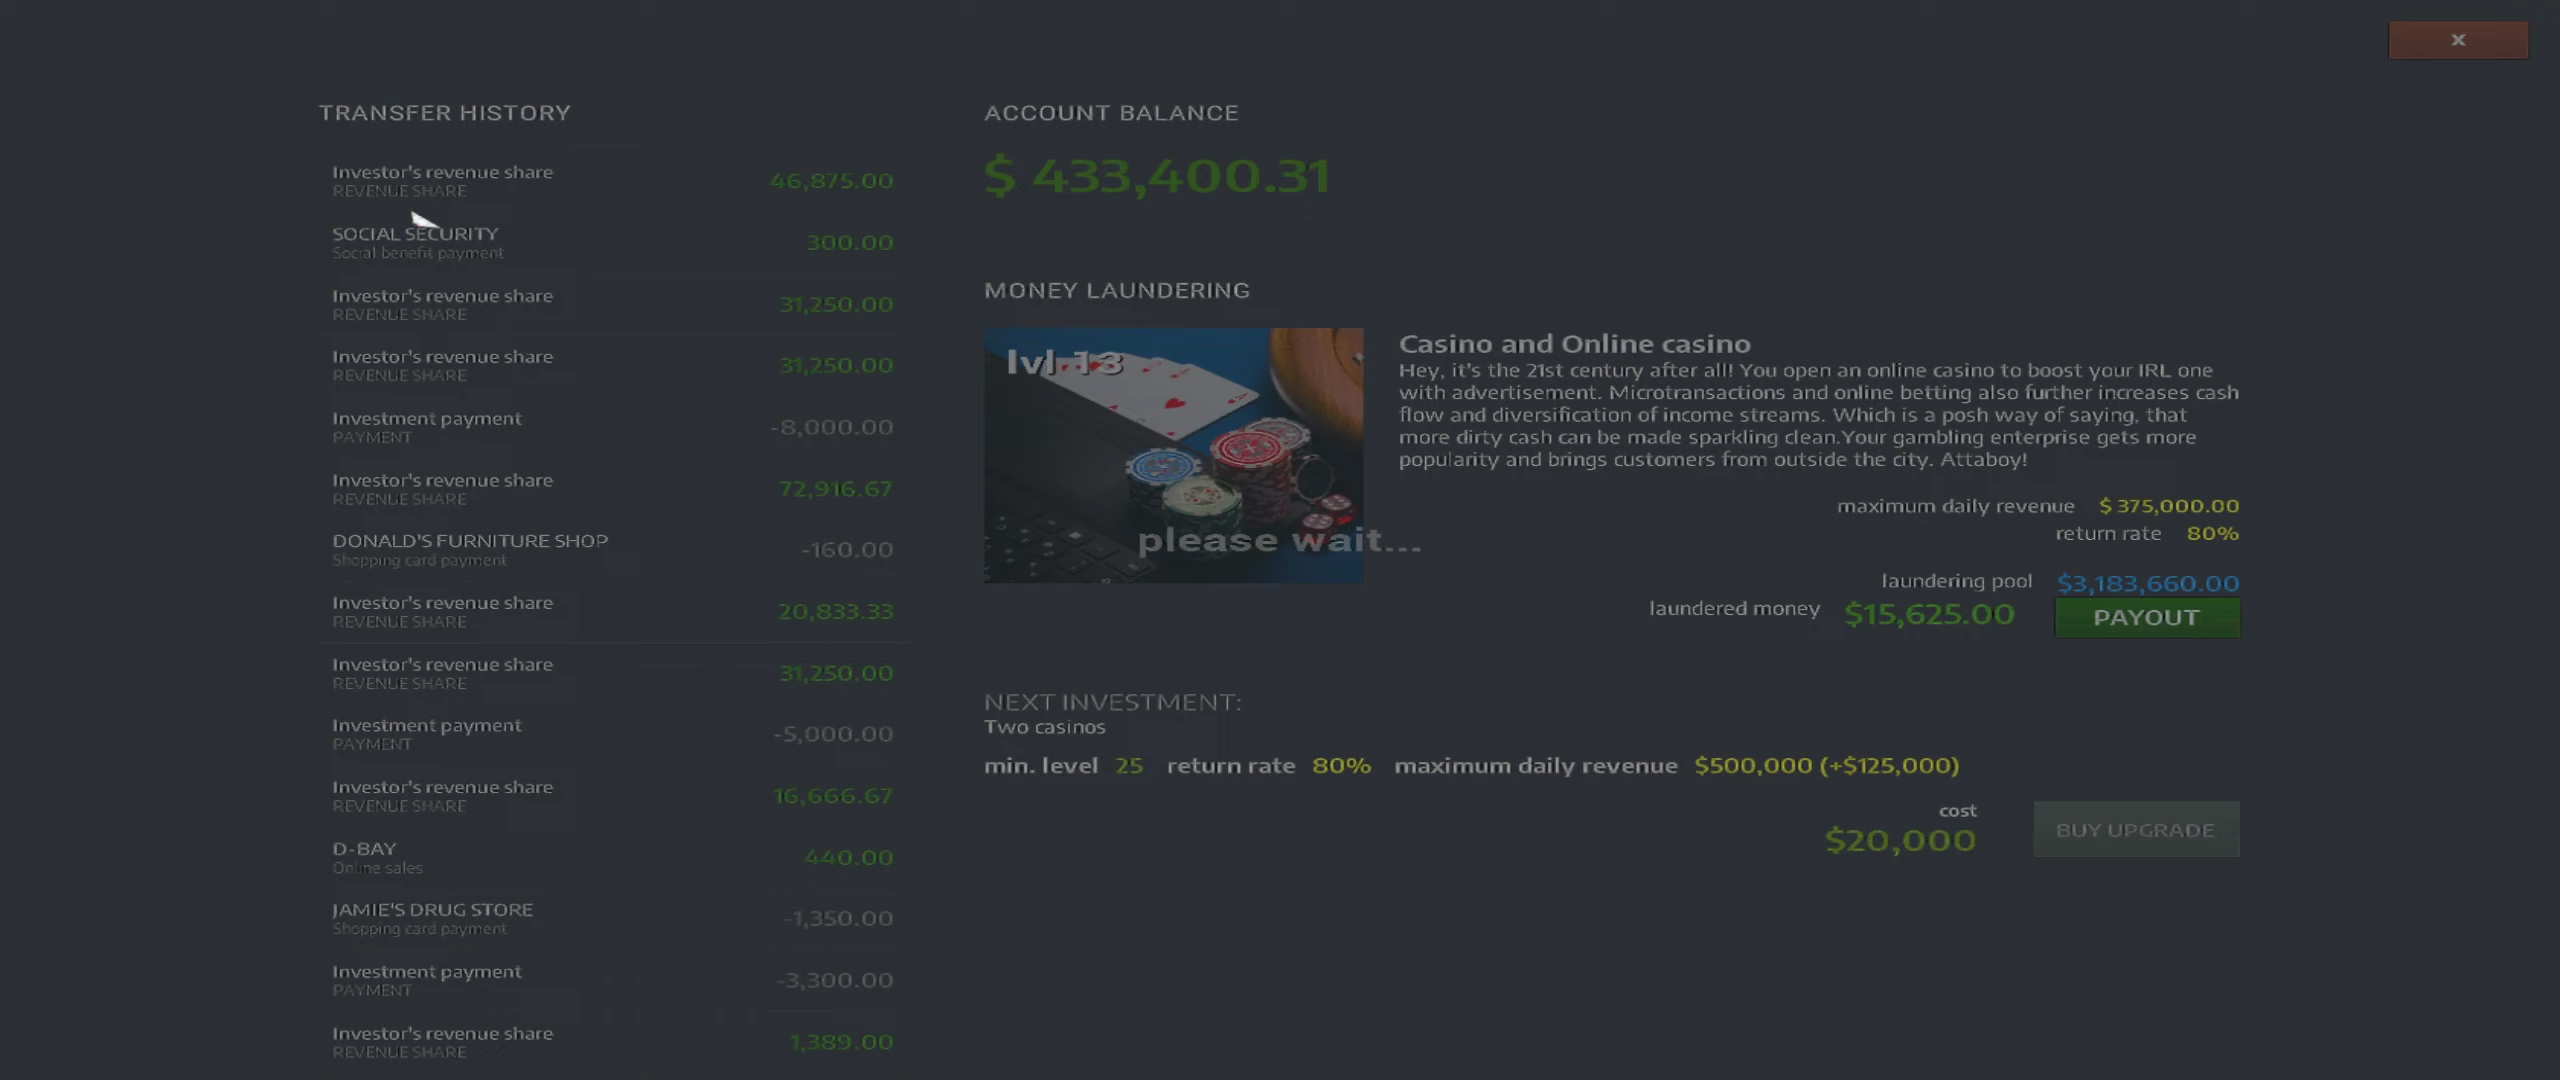 x
TRANSFER HISTORY
Investor's revenue share
46,875.00
REVENUE SHARE
SOCIAL SECURITY
300.00
Social benefit payment
Investor's revenue share
31,250.00
REVENUE SHARE
Investor's revenue share
31,250.00
REVENUE SHARE
Investment payment
-8,000.00
PAYMENT
Investor's revenue share
72,916.67
REVENUE SHARE
DONALD'S FURNITURE SHOP
-160.00
Shopping card payment
Investor's revenue share
20,833.33
REVENUE SHARE
Investor's revenue share
31,250.00
REVENUE SHARE
Investment payment
-5,000.00
PAYMENT
Investor's revenue share
16,666.67
REVENUE SHARE
D-BAY
440.00
Online sales
JAMIE'S DRUG STORE
-1,350.00
Shopping card payment
Investment payment
-3,300.00
PAYMENT
Investor's revenue share
1,389.00
REVENUE SHARE
ACCOUNT BALANCE
$ 433,400.31
MONEY LAUNDERING
lvl 13
Casino and Online casino
Hey, it's the 21st century after all! You open an online casino to boost your IRL one
with advertisement. Microtransactions and online betting also further increases cash
flow and diversification of income streams. Which is a posh way of saying, that
more dirty cash can be made sparkling clean.Your gambling enterprise gets more
popularity and brings customers from outside the city. Attaboy!
maximum daily revenue $ 375,000.00
return rate 80%
please wait...
laundering pool $3,183,660.00
laundered money $15,625.00 PAYOUT
NEXT INVESTMENT:
Two casinos
min. level 25 return rate 80% maximum daily revenue $500,000 (+$125,000)
cost
$20,000
BUY UPGRADE